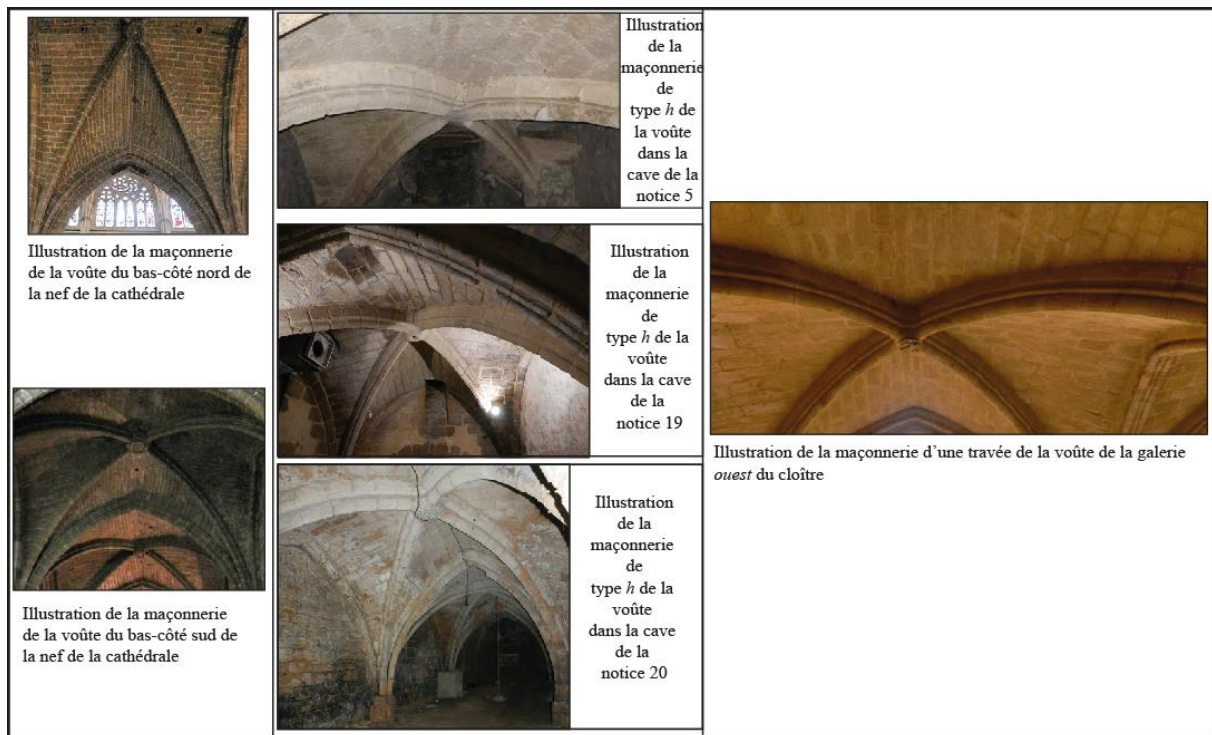 Illustration de la maçonnerie
de la voûte du bas-côté nord de
la nef de la cathédrale
Illustration de la maçonnerie
de la voûte du bas-côté sud de
la nef de la cathédrale
Illustration
de la
maçonnerie
de
type h de
la voûte
dans la
cave de la
notice 5
Illustration
de la
maçonnerie
de
type h de la
voûte
dans la cave
de la
notice 19
Illustration
de la
maçonnerie
de
type h de la
voûte
dans la cave
de la
notice 20
Illustration de la maçonnerie d’une travée de la voûte de la galerie
ouest du cloître